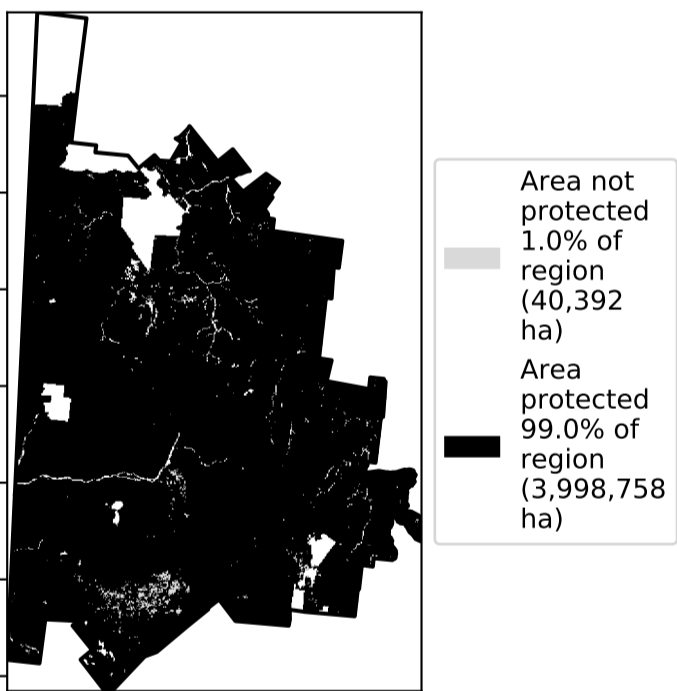 Area not
protected
1.0% of
region
(40,392
ha)
Area
protected
99.0% of
region
(3,998,758
ha)